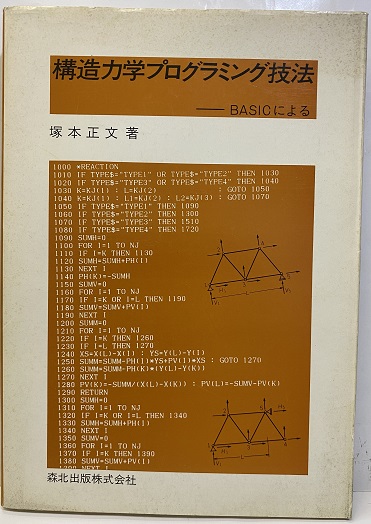 構造力学プログラミング技法
── BASICによる
塚本正文 著
1000 *REACTION
1010 IF TYPE$="TYPE1" OR TYPE$="TYPE2" THEN 1030
1020 IF TYPE$="TYPE3" OR TYPE$="TYPE4" THEN 1040
1030 K=KJ(1) : L=KJ(2) : GOTO 1050
1040 K=KJ(1) : L1=KJ(2) : L2=KJ(3) : GOTO 1070
1050 IF TYPE$="TYPE1" THEN 1090
1060 IF TYPE$="TYPE2" THEN 1300
1070 IF TYPE$="TYPE3" THEN 1510
1080 IF TYPE$="TYPE4" THEN 1720
1090 SUMH=0
1100 FOR I=1 TO NJ
1110 IF I=K THEN 1130
1120 SUMH=SUMH+PH(I)
1130 NEXT I
1140 PH(K)=-SUMH
1150 SUMV=0
1160 FOR I=1 TO NJ
1170 IF I=K OR I=L THEN 1190
1180 SUMV=SUMV+PV(I)
1190 NEXT I
1200 SUMM=0
1210 FOR I=1 TO NJ
1220 IF I=K THEN 1260
1230 IF I=L THEN 1270
1240 XS=X(L)-X(I) : YS=Y(L)-Y(I)
1250 SUMM=SUMM-PH(I)*YS+PV(I)*XS : GOTO 1270
1260 SUMM=SUMM-PH(K)*(Y(L)-Y(K))
1270 NEXT I
1280 PV(K)=-SUMM/(X(L)-X(K)) : PV(L)=-SUMV-PV(K)
1290 RETURN
1300 SUMH=0
1310 FOR I=1 TO NJ
1320 IF I=K OR I=L THEN 1340
1330 SUMH=SUMH+PH(I)
1340 NEXT I
1350 SUMV=0
1360 FOR I=1 TO NJ
1370 IF I=K THEN 1390
1380 SUMV=SUMV+PV(I)
1390 NEXT I
森北出版株式会社